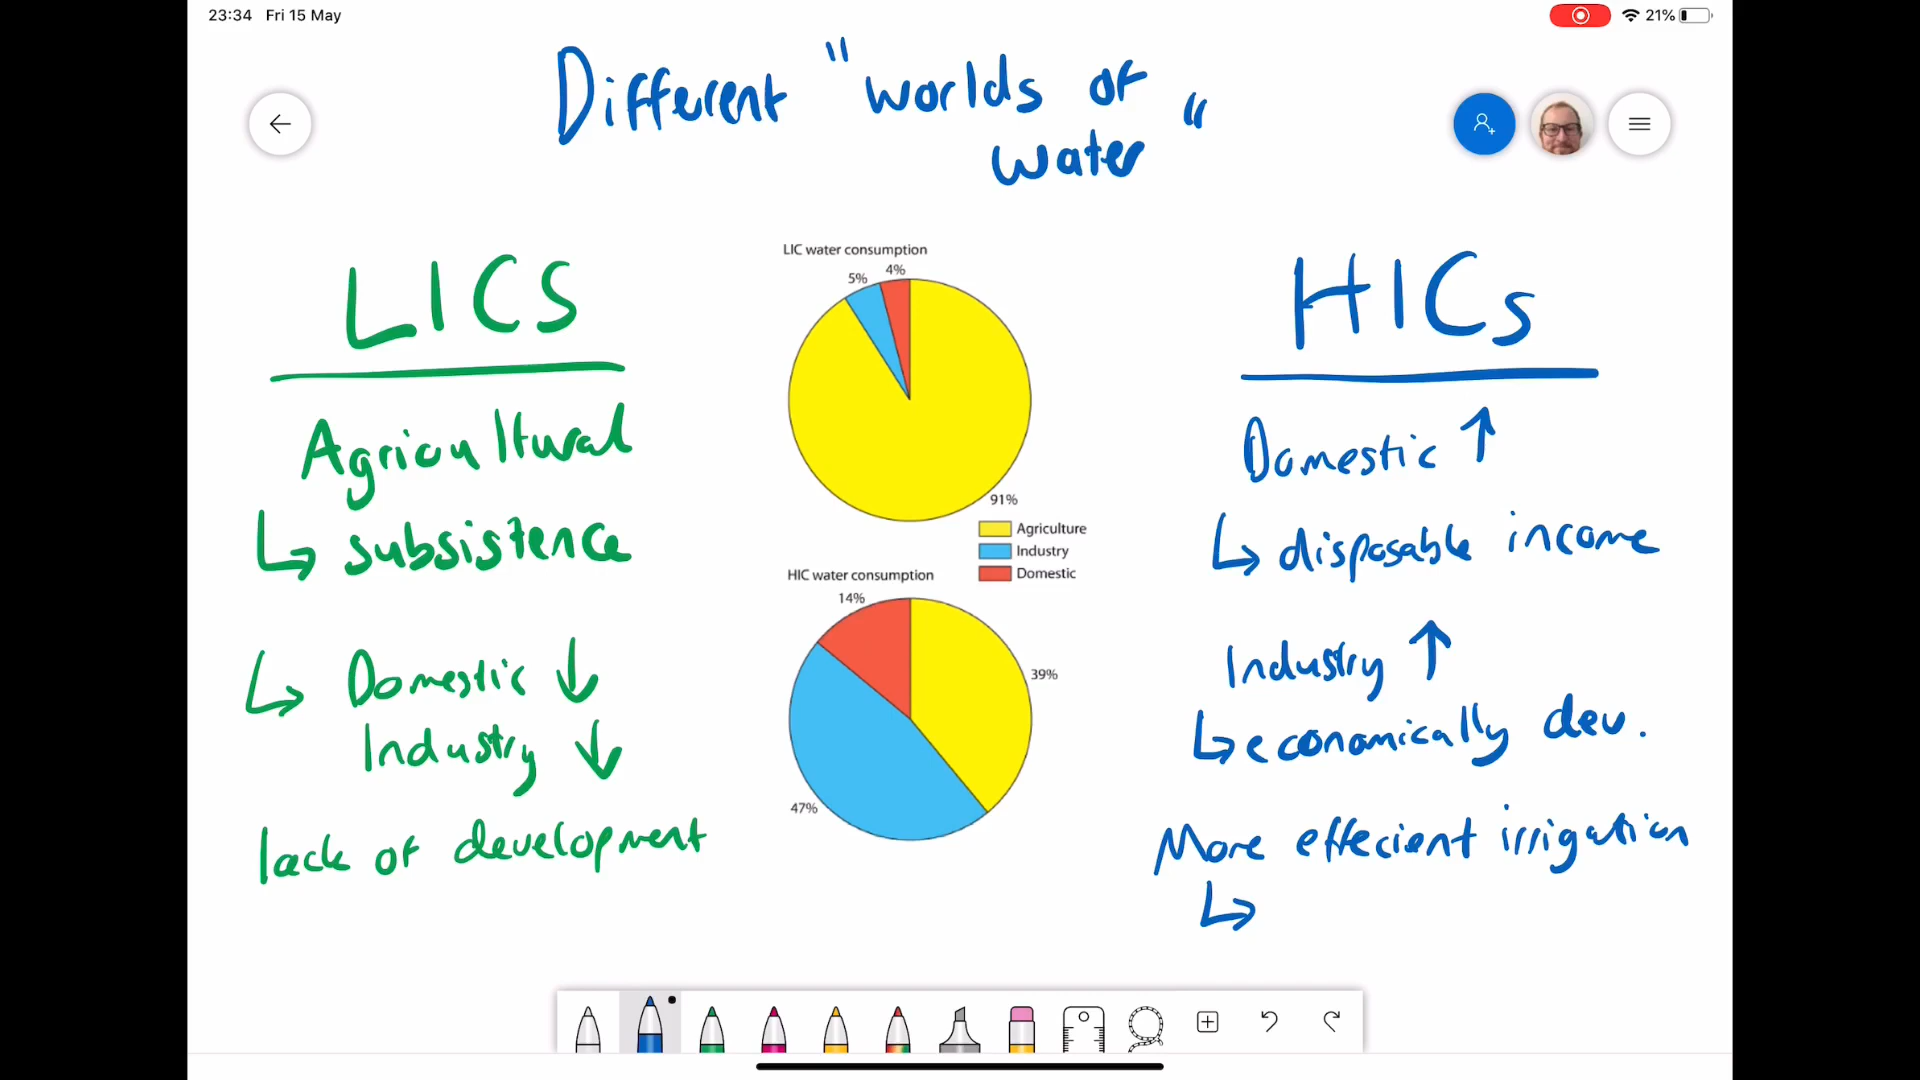 23:34 Fri 15 May
21%
Different "worlds of
water"
LICS
Agricultural
↳ subsistence
↳ Domestic ↓
Industry ↓
lack of development
LIC water consumption
5%
4%
91%
Agriculture
Industry
Domestic
HIC water consumption
14%
39%
47%
HICs
Domestic ↑
↳ disposable income
Industry ↑
↳ economically dev.
More effecient irrigation
↳